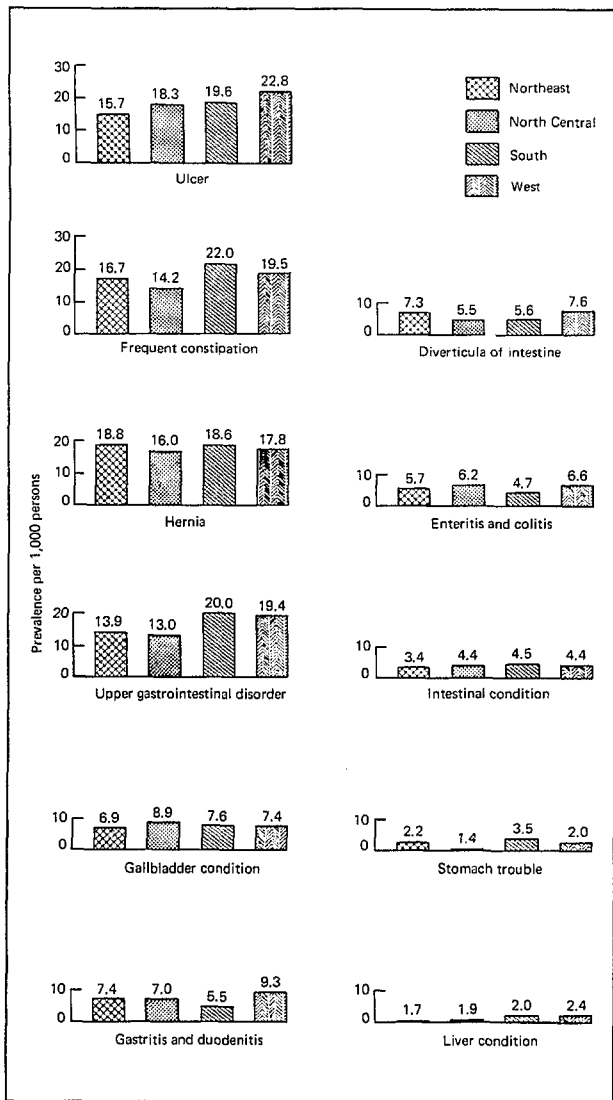 30
20
10
0
15.7 18.3 19.6 22.8
Ulcer
Northeast
North Central
South
West
30
20
10
0
16.7 14.2 22.0 19.5
Frequent constipation
10
0
7.3 5.5 5.6 7.6
Diverticula of intestine
20
10
0
18.8 16.0 18.6 17.8
Hernia
10
0
5.7 6.2 4.7 6.6
Enteritis and colitis
Prevalence per 1,000 persons
20
10
0
13.9 13.0 20.0 19.4
Upper gastrointestinal disorder
10
0
3.4 4.4 4.5 4.4
Intestinal condition
10
0
6.9 8.9 7.6 7.4
Gallbladder condition
10
0
2.2 1.4 3.5 2.0
Stomach trouble
10
0
7.4 7.0 5.5 9.3
Gastritis and duodenitis
10
0
1.7 1.9 2.0 2.4
Liver condition